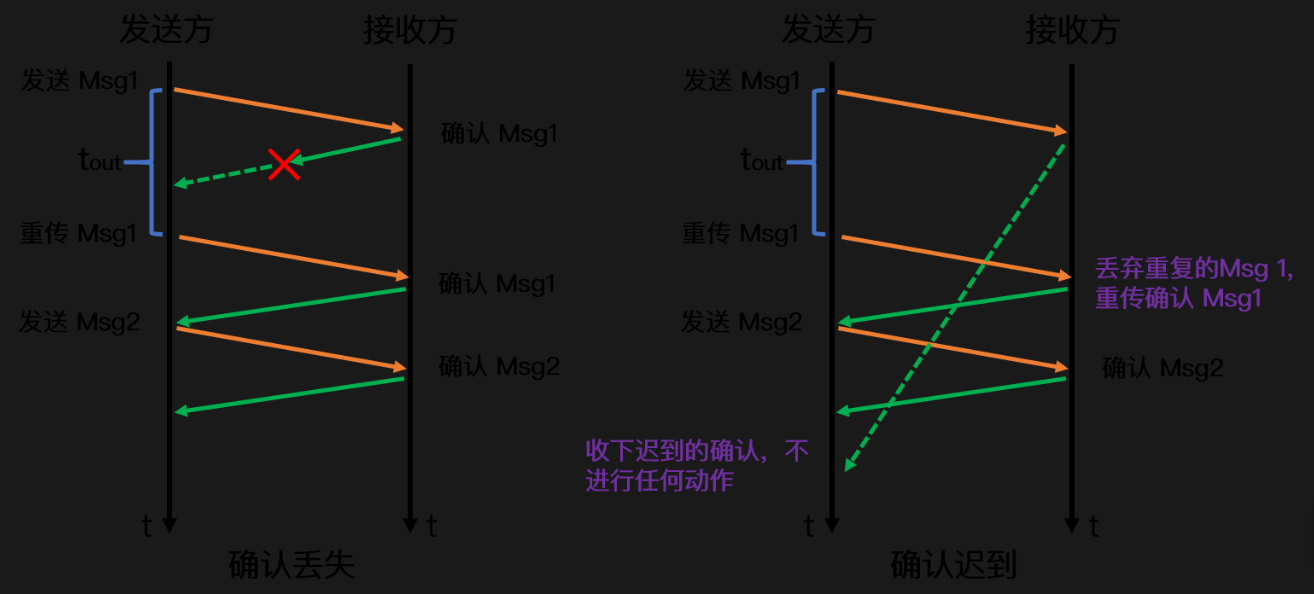 发送方
接收方
发送 Msg1
确认 Msg1
tout
重传 Msg1
确认 Msg1
发送 Msg2
确认 Msg2
t
t
确认丢失
发送方
接收方
发送 Msg1
tout
重传 Msg1
丢弃重复的Msg 1,
重传确认 Msg1
发送 Msg2
确认 Msg2
收下迟到的确认，不
进行任何动作
t
t
确认迟到